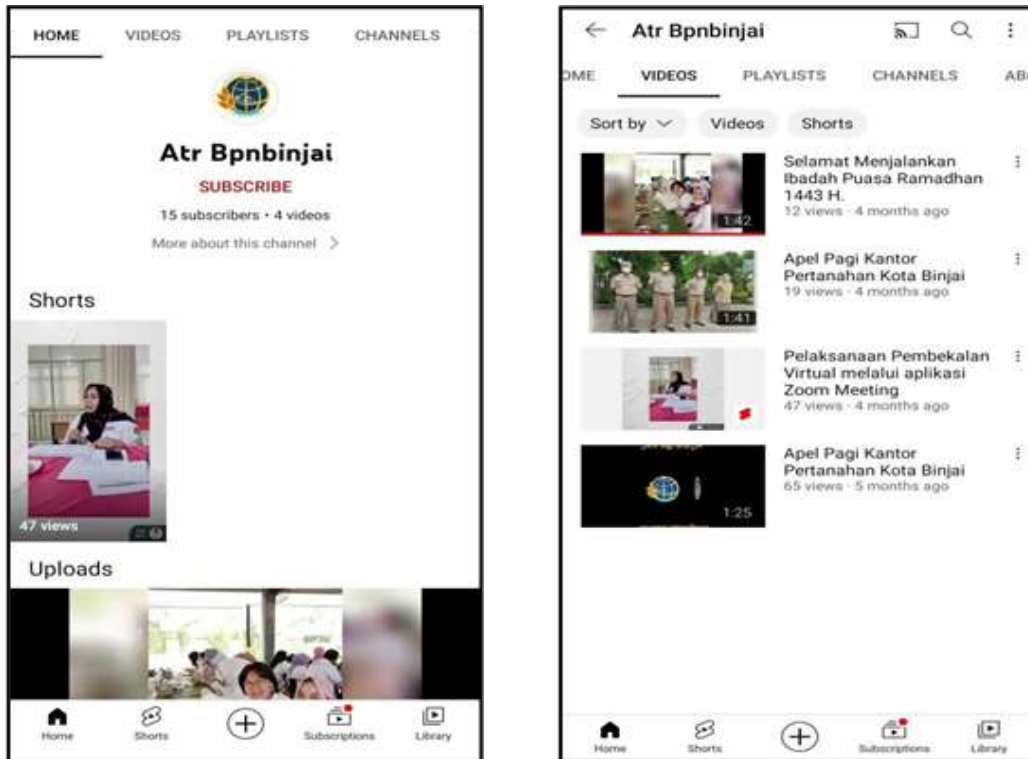 HOME VIDEOS PLAYLISTS CHANNELS
Atr Bpnbinjai
SUBSCRIBE
15 subscribers • 4 videos
More about this channel >
Shorts
47 views
Uploads
Home Shorts Subscriptions Library
Atr Bpnbinjai
OME VIDEOS PLAYLISTS CHANNELS AB
Sort by Videos Shorts
Selamat Menjalankan
Ibadah Puasa Ramadhan
1443 H.
12 views · 4 months ago
1:42
Apel Pagi Kantor
Pertanahan Kota Binjai
19 views · 4 months ago
1:41
Pelaksanaan Pembekalan
Virtual melalui aplikasi
Zoom Meeting
47 views · 4 months ago
Apel Pagi Kantor
Pertanahan Kota Binjai
65 views · 5 months ago
1:25
Home Shorts Subscriptions Library